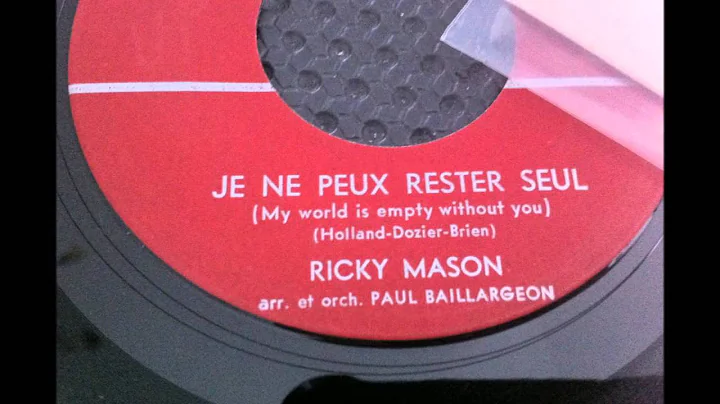 JE NE PEUX RESTER SEUL
(My world is empty without you)
(Holland-Dozier-Brien)
RICKY MASON
arr. et orch. PAUL BAILLARGEON